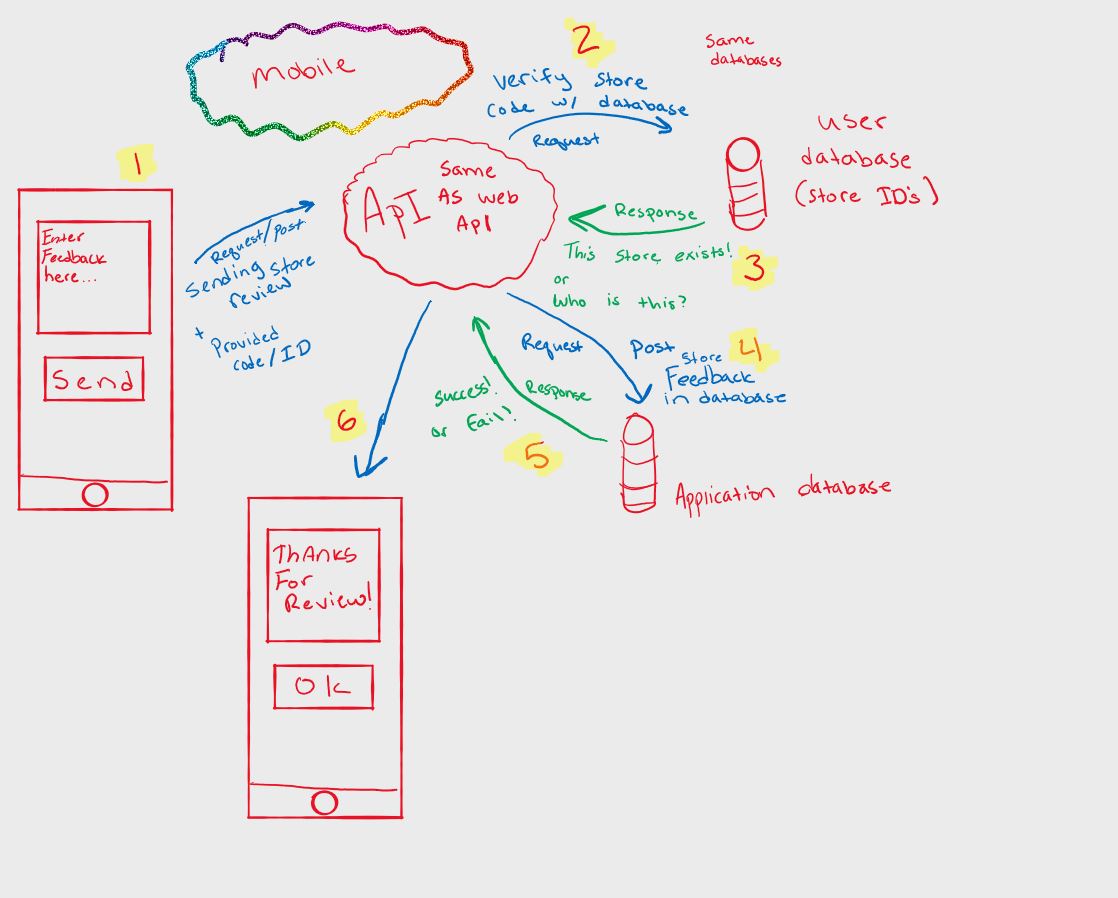 Mobile
2
Verify Store
code w/ database
Request
Same
databases
user
database
(Store ID's)
1
Enter
Feedback
here...
Send
Request/Post
Sending store
review
+ Provided
code/ID
API
Same
AS web
API
Response
This Store exists!
or
Who is this?
3
Request
Post
Store
Feedback
in database
4
Success!
or Fail!
Response
5
6
Application database
THANKS
For
Review!
Ok